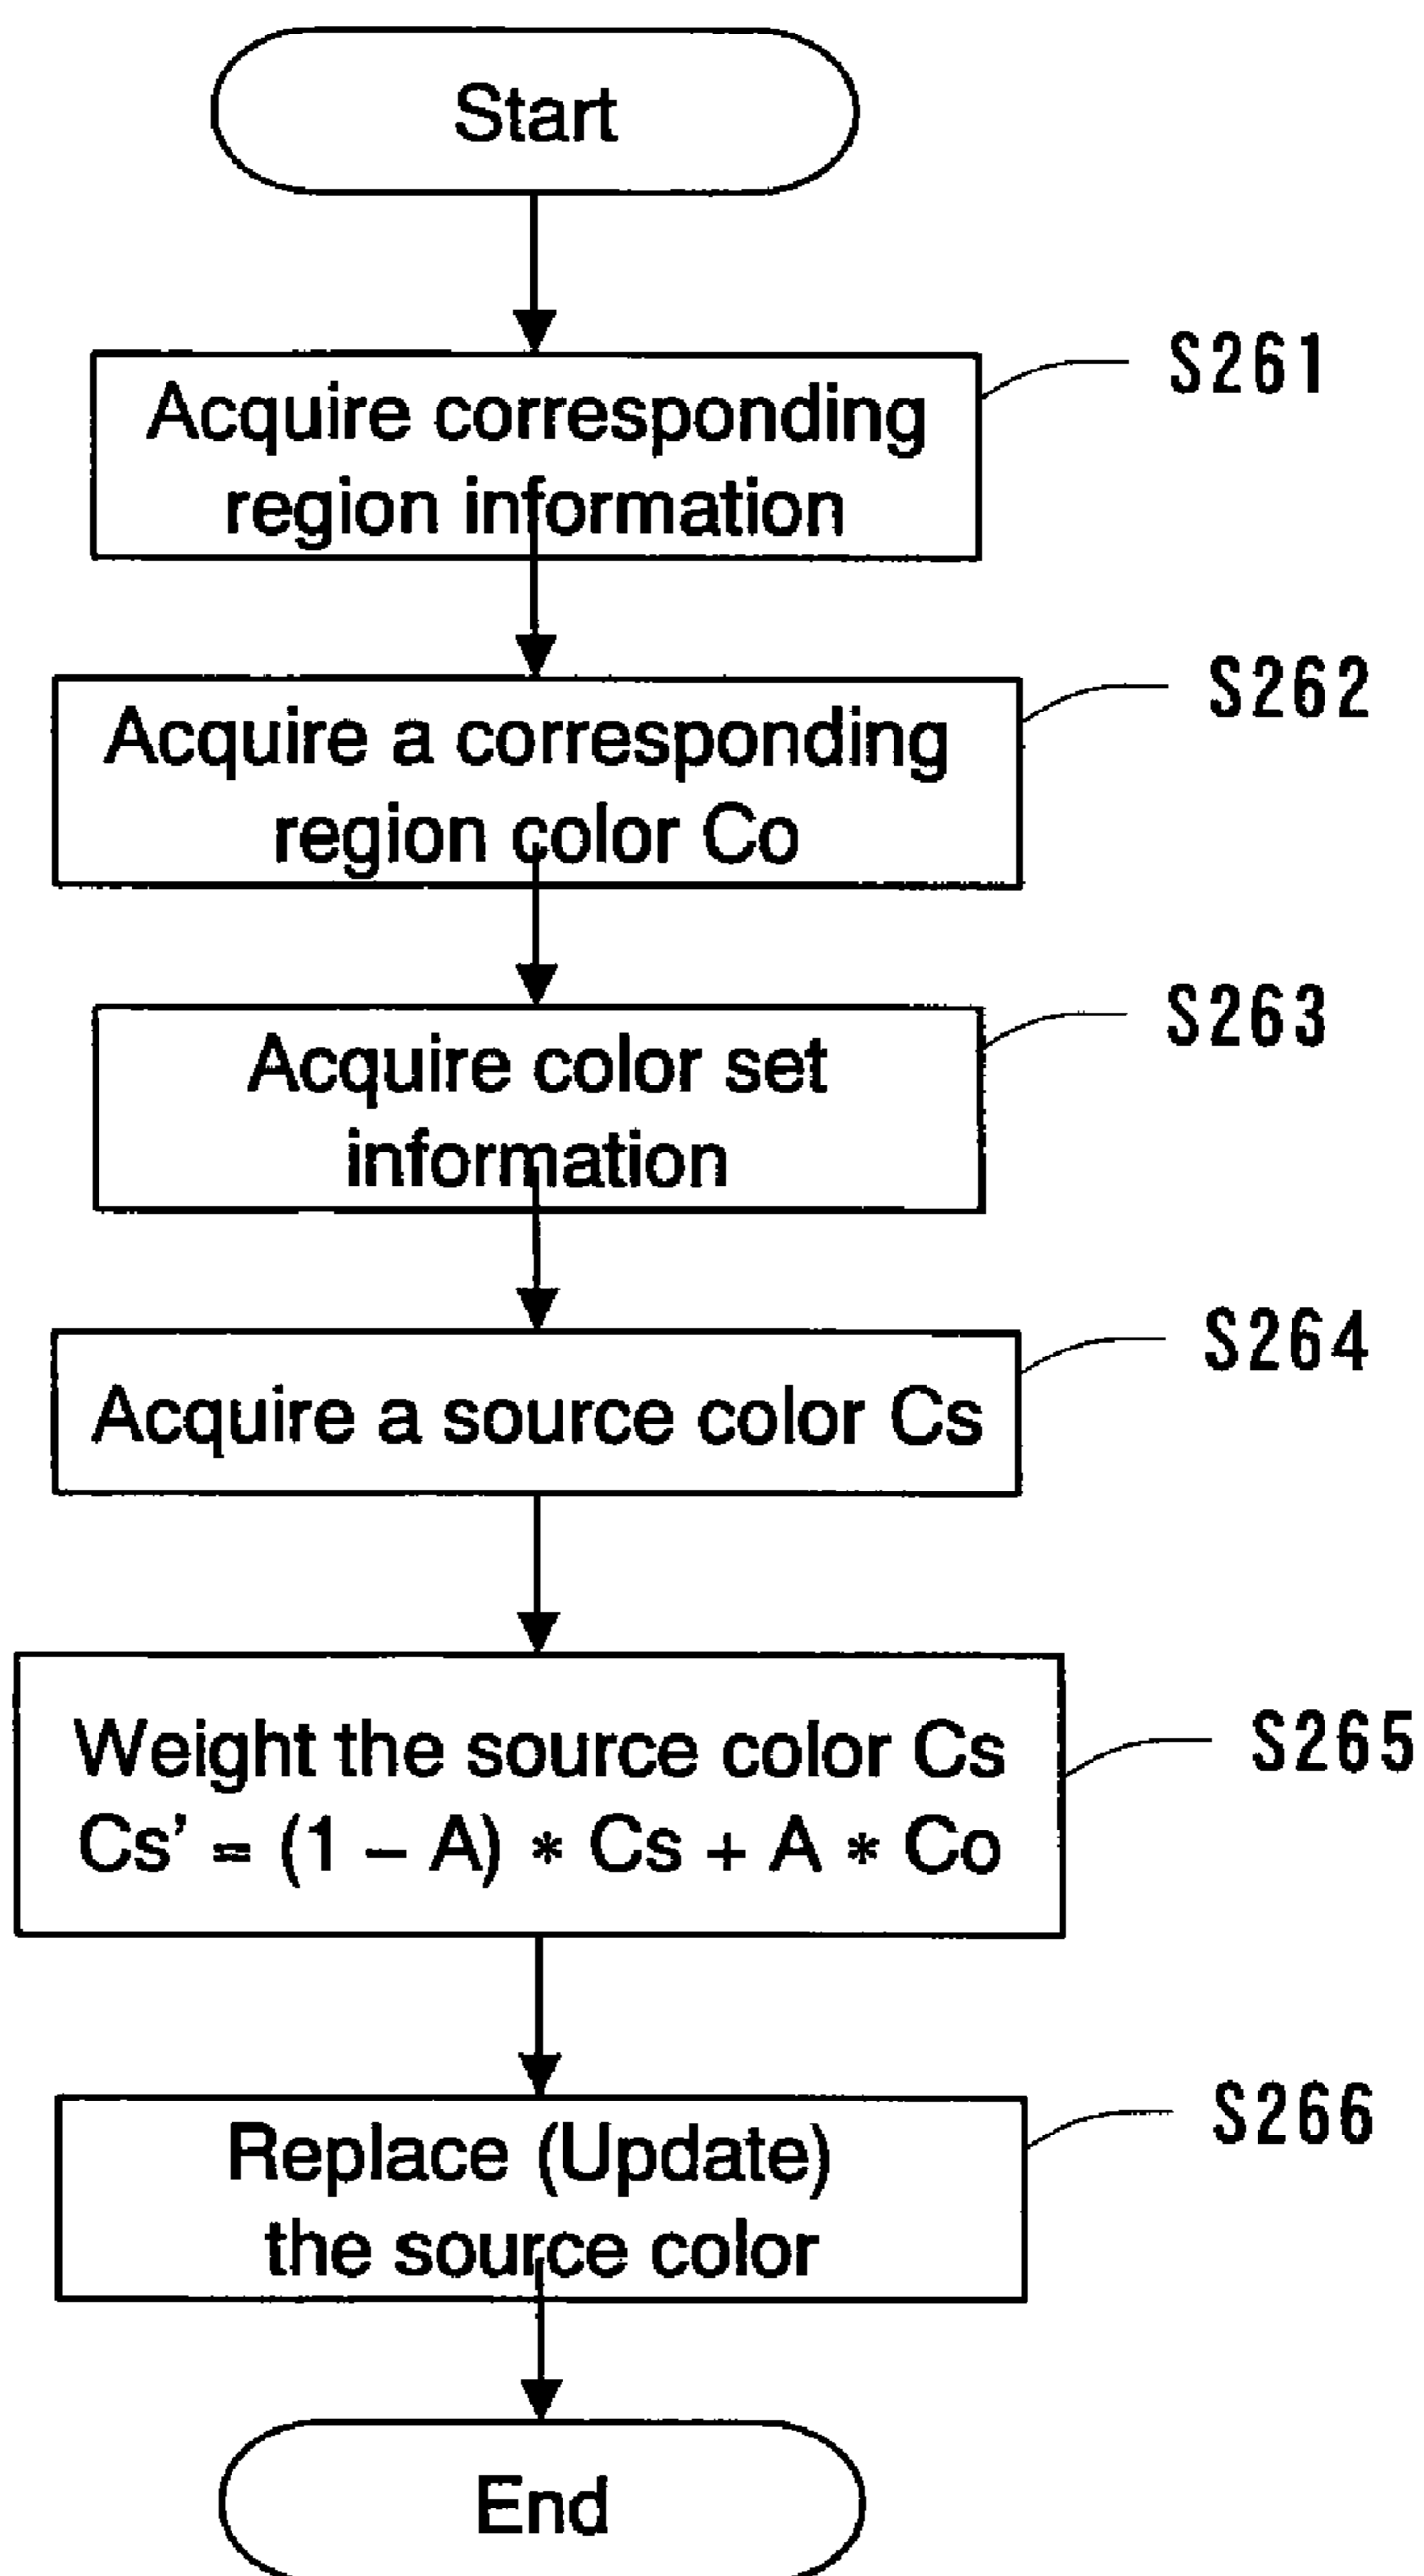 Start
S261
Acquire corresponding
region information
S262
Acquire a corresponding
region color Co
S263
Acquire color set
information
S264
Acquire a source color Cs
S265
Weight the source color Cs
Cs’ = (1 – A) * Cs + A * Co
S266
Replace (Update)
the source color
End